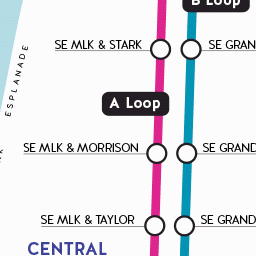 B Loop
SE MLK & STARK
SE GRAN
ESPLANADE
A Loop
SE MLK & MORRISON
SE GRAND
SE MLK & TAYLOR
SE GRAND
CENTRAL